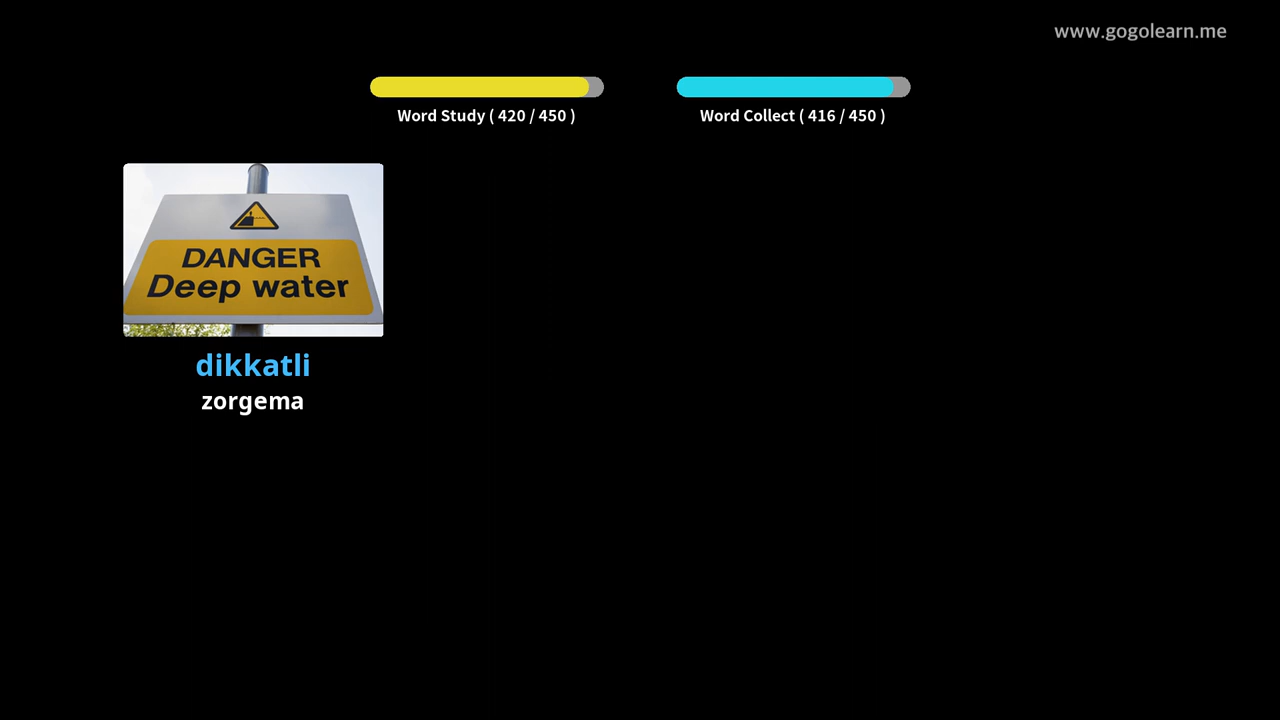 www.gogolearn.me
Word Study ( 420 / 450 )
Word Collect ( 416 / 450 )
DANGER
Deep water
dikkatli
zorgema